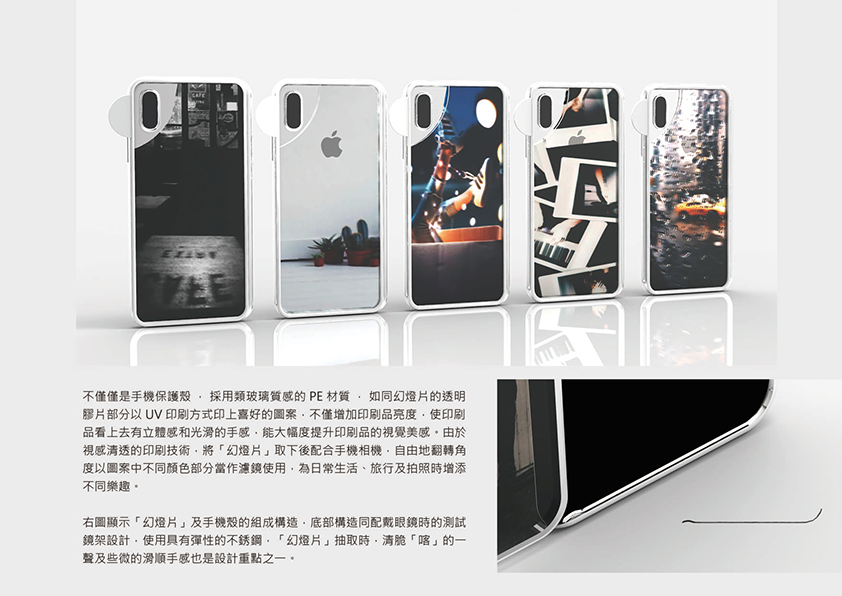 CAFE
不僅僅是手機保護殼 ， 採用類玻璃質感的 PE 材質 ， 如同幻燈片的透明
膠片部分以 UV 印刷方式印上喜好的圖案，不僅增加印刷品亮度，使印刷
品看上去有立體感和光滑的手感，能大幅度提升印刷品的視覺美感。由於
視感清透的印刷技術，將「幻燈片」取下後配合手機相機，自由地翻轉角
度以圖案中不同顏色部分當作濾鏡使用，為日常生活、旅行及拍照時增添
不同樂趣。
右圖顯示「幻燈片」及手機殼的組成構造，底部構造同配戴眼鏡時的測試
鏡架設計，使用具有彈性的不銹鋼，「幻燈片」抽取時，清脆「喀」的一
聲及些微的滑順手感也是設計重點之一。